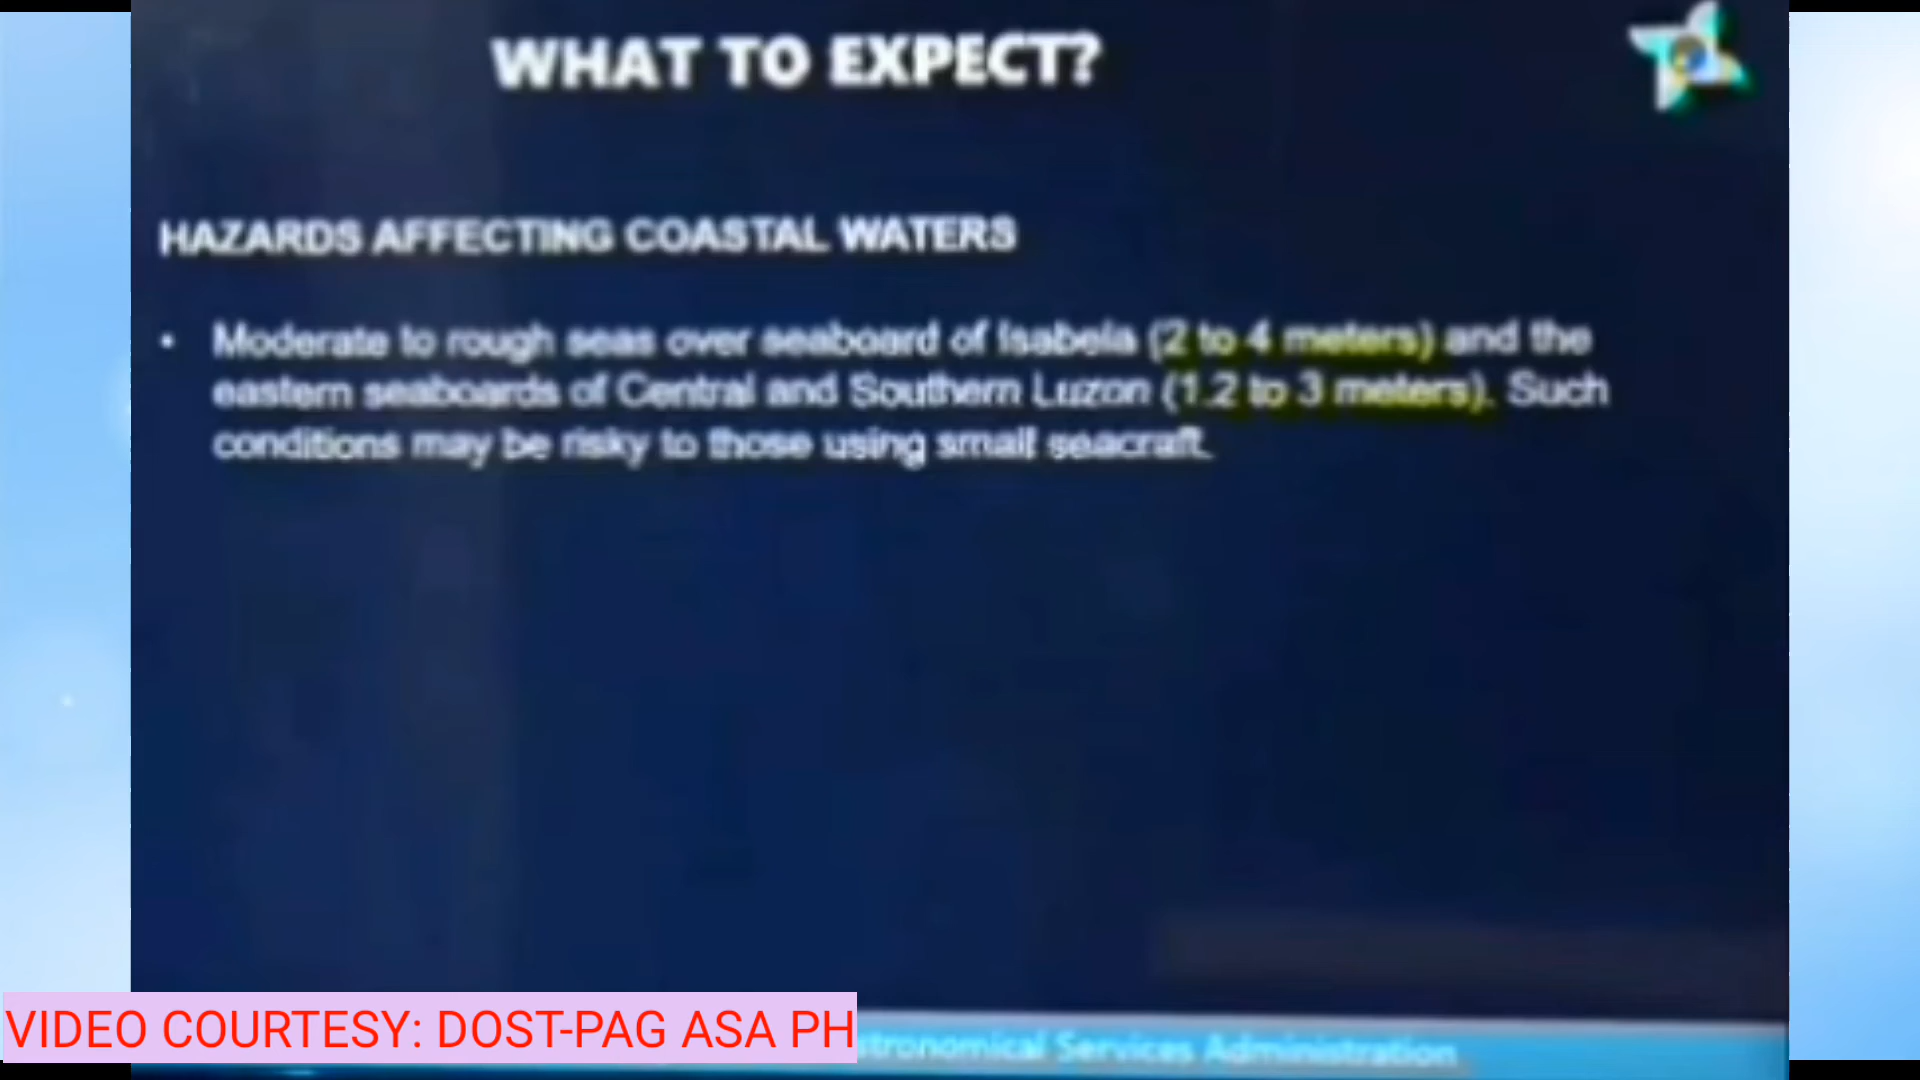 WHAT TO EXPECT?
HAZARDS AFFECTING COASTAL WATERS
• Moderate to rough seas over seaboard of Isabela (2 to 4 meters) and the
eastern seaboards of Central and Southern Luzon (1.2 to 3 meters). Such
conditions may be risky to those using small seacraft.
VIDEO COURTESY: DOST-PAG ASA PH
tronomical Services Administration